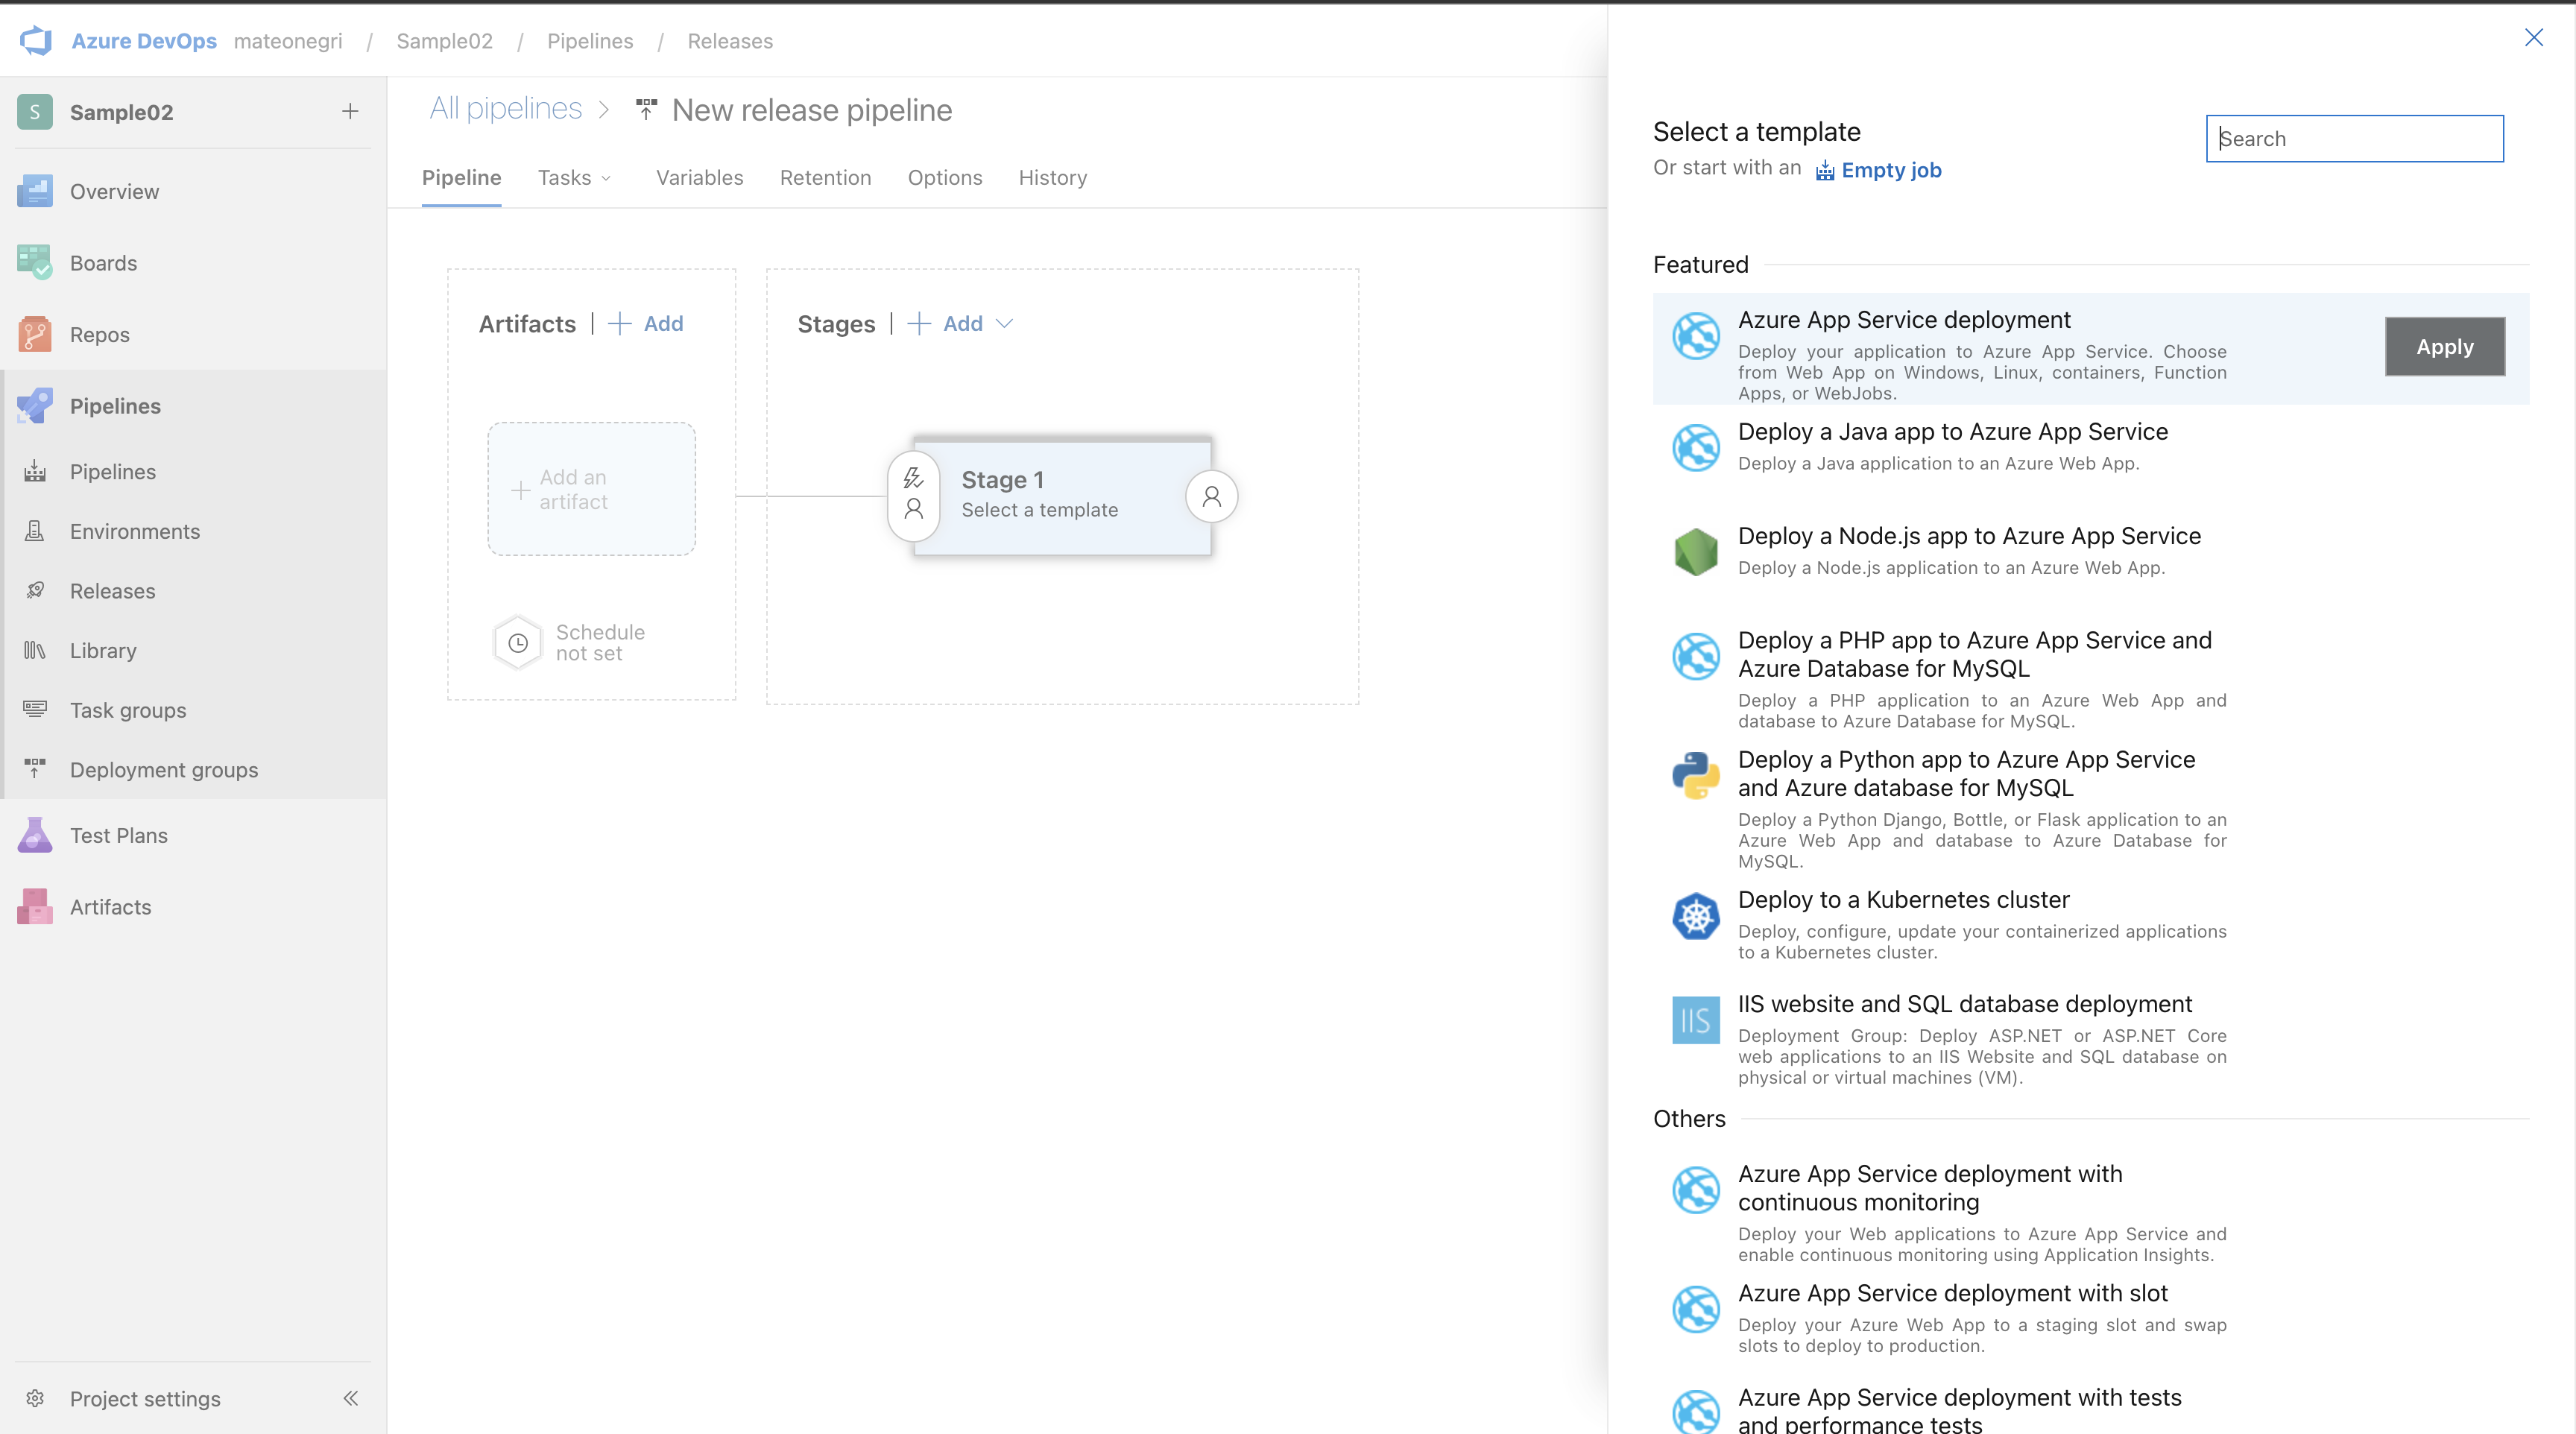 Azure DevOps mateonegri / Sample02 / Pipelines / Releases
S Sample02
Overview
Boards
Repos
Pipelines
Pipelines
Environments
Releases
Library
Task groups
Deployment groups
Test Plans
Artifacts
Project settings
All pipelines > New release pipeline
Pipeline Tasks Variables Retention Options History
Artifacts | + Add
Add an
artifact
Schedule
not set
Stages | + Add
Stage 1
Select a template
Select a template
Or start with an Empty job
Search
Featured
Azure App Service deployment
Deploy your application to Azure App Service. Choose
from Web App on Windows, Linux, containers, Function
Apps, or WebJobs.
Apply
Deploy a Java app to Azure App Service
Deploy a Java application to an Azure Web App.
Deploy a Node.js app to Azure App Service
Deploy a Node.js application to an Azure Web App.
Deploy a PHP app to Azure App Service and
Azure Database for MySQL
Deploy a PHP application to an Azure Web App and
database to Azure Database for MySQL.
Deploy a Python app to Azure App Service
and Azure database for MySQL
Deploy a Python Django, Bottle, or Flask application to an
Azure Web App and database to Azure Database for
MySQL.
Deploy to a Kubernetes cluster
Deploy, configure, update your containerized applications
to a Kubernetes cluster.
IIS
IIS website and SQL database deployment
Deployment Group: Deploy ASP.NET or ASP.NET Core
web applications to an IIS Website and SQL database on
physical or virtual machines (VM).
Others
Azure App Service deployment with
continuous monitoring
Deploy your Web applications to Azure App Service and
enable continuous monitoring using Application Insights.
Azure App Service deployment with slot
Deploy your Azure Web App to a staging slot and swap
slots to deploy to production.
Azure App Service deployment with tests
and performance tests